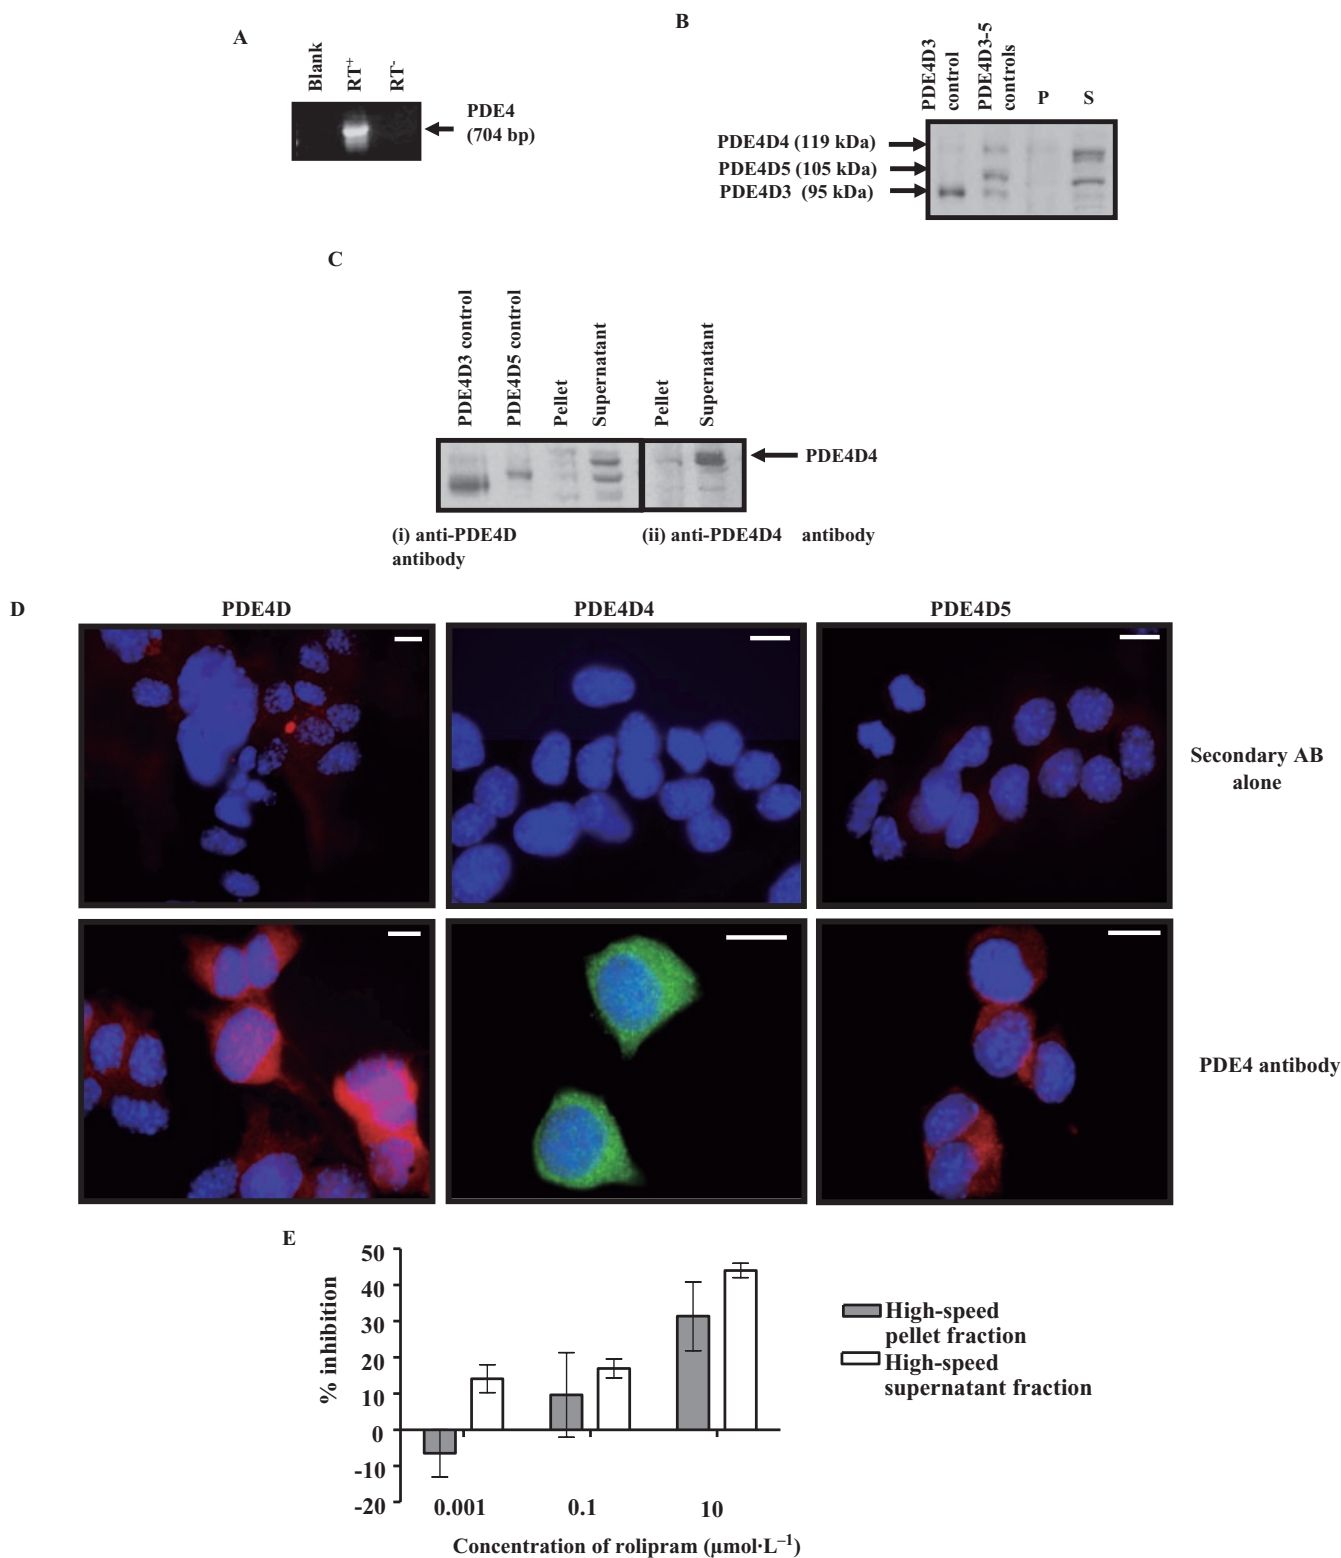 A
Blank
RT+
RT-
PDE4
(704 bp)
B
PDE4D3
control
PDE4D3-5
controls
P
S
PDE4D4 (119 kDa)
PDE4D5 (105 kDa)
PDE4D3 (95 kDa)
C
PDE4D3 control
PDE4D5 control
Pellet
Supernatant
Pellet
Supernatant
PDE4D4
(i) anti-PDE4D
antibody
(ii) anti-PDE4D4 antibody
D
PDE4D
PDE4D4
PDE4D5
Secondary AB
alone
PDE4 antibody
E
50
40
30
20
10
0
-10
-20
% inhibition
0.001
0.1
10
Concentration of rolipram (µmol·L⁻¹)
High-speed
pellet fraction
High-speed
supernatant fraction